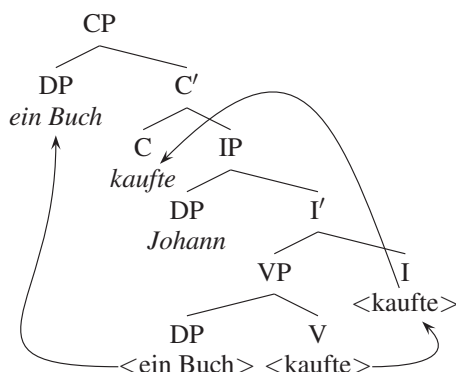 CP
DP C′
ein Buch
C IP
kaufte
DP I′
Johann
VP I
<kaufte>
DP V
<ein Buch> <kaufte>